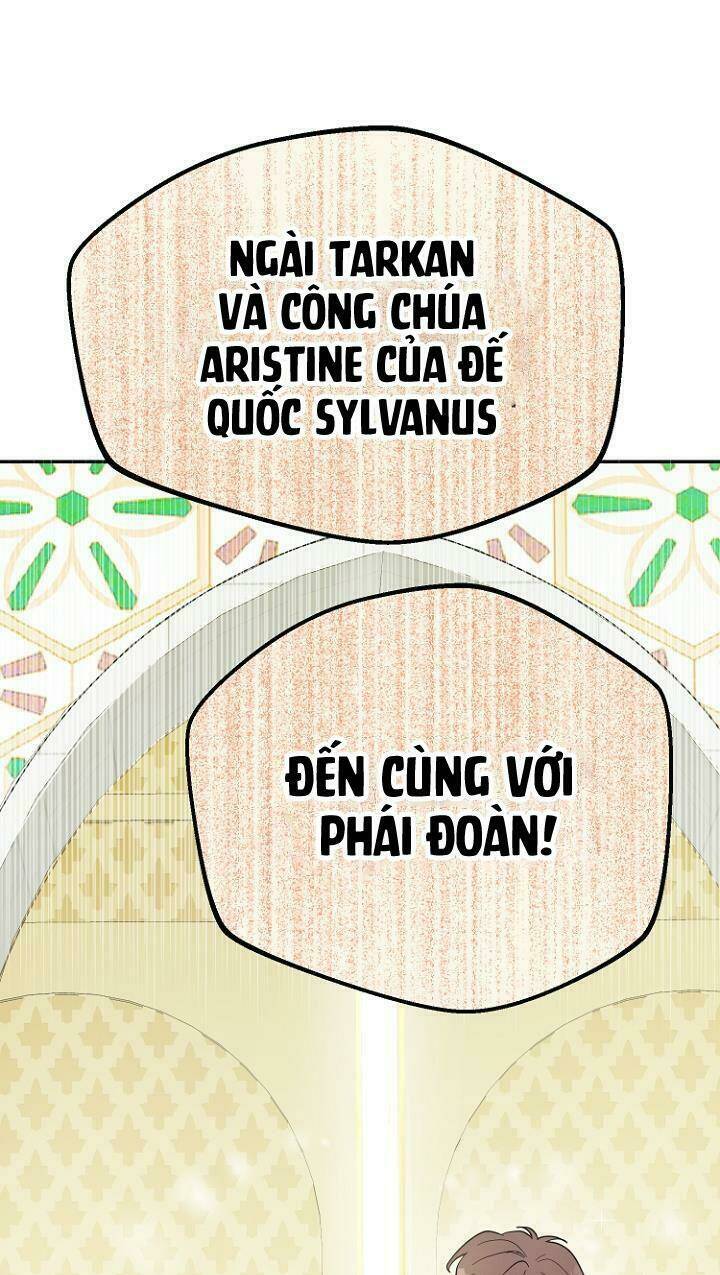 NGÀI TARKAN
VÀ CÔNG CHÚA
ARISTINE CỦA ĐẾ
QUỐC SYLVANUS
ĐẾN CÙNG VỚI
PHÁI ĐOÀN!